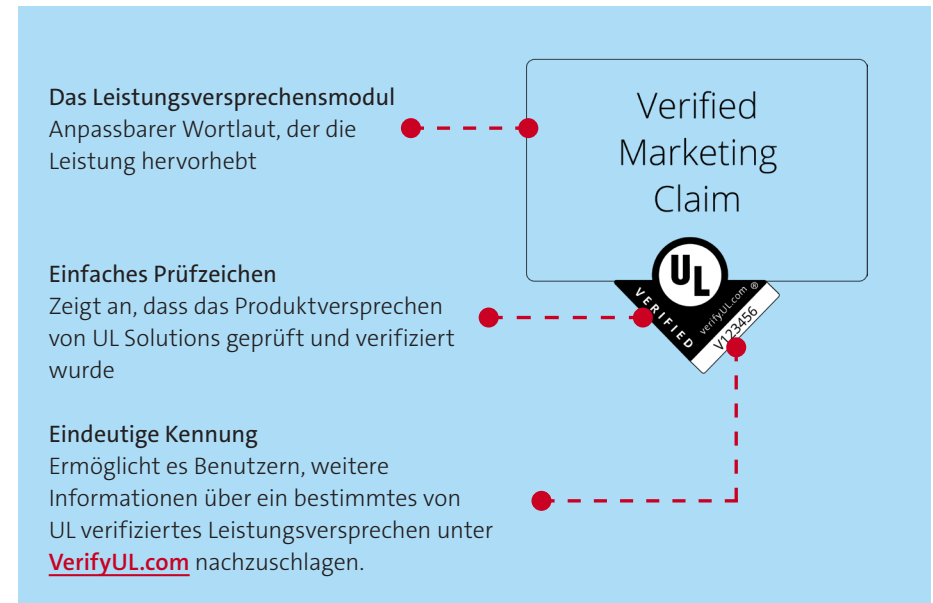 Das Leistungsversprechensmodul
Anpassbarer Wortlaut, der die
Leistung hervorhebt
Verified
Marketing
Claim
Einfaches Prüfzeichen
Zeigt an, dass das Produktversprechen
von UL Solutions geprüft und verifiziert
wurde
UL
VERIFIED
verifyUL.com ®
V123456
Eindeutige Kennung
Ermöglicht es Benutzern, weitere
Informationen über ein bestimmtes von
UL verifiziertes Leistungsversprechen unter
VerifyUL.com nachzuschlagen.